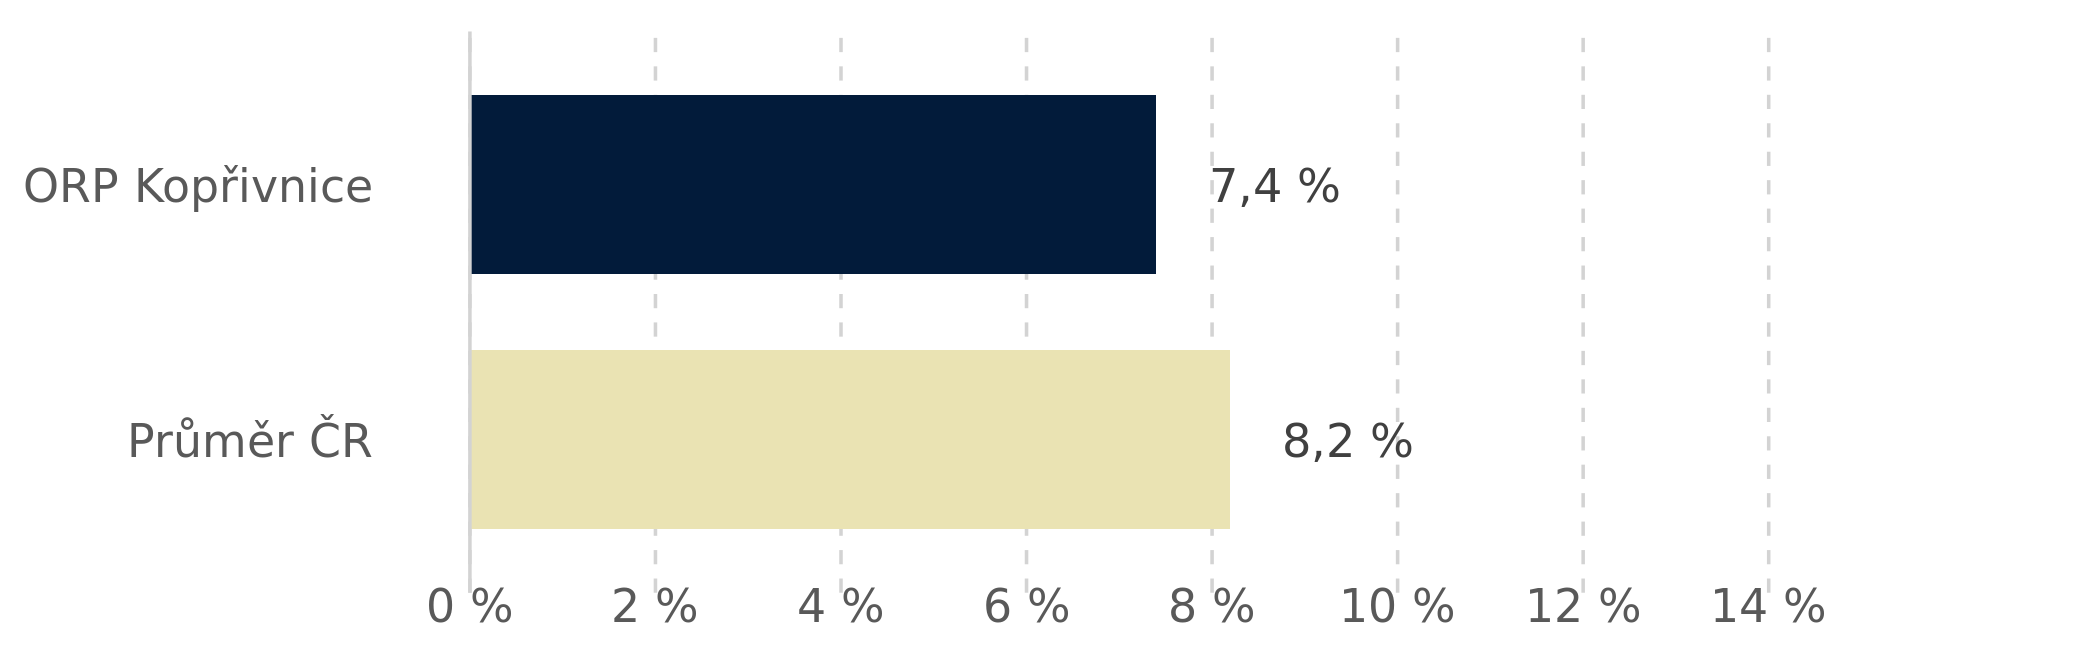 ORP Kopřivnice
7,4 %
Průměr ČR
8,2 %
0 % 2 % 4 % 6 % 8 % 10 % 12 % 14 %